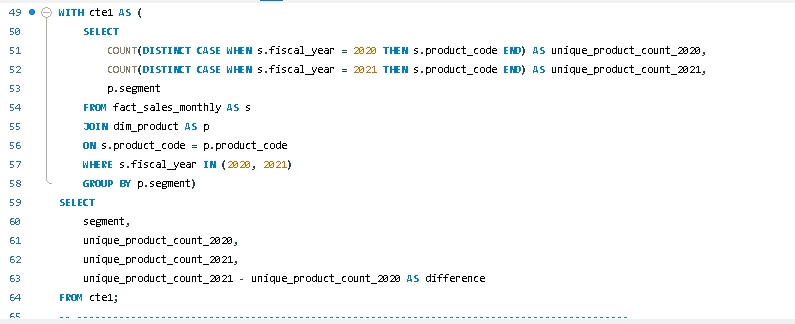 49 WITH cte1 AS (
50 SELECT
51 COUNT(DISTINCT CASE WHEN s.fiscal_year = 2020 THEN s.product_code END) AS unique_product_count_2020,
52 COUNT(DISTINCT CASE WHEN s.fiscal_year = 2021 THEN s.product_code END) AS unique_product_count_2021,
53 p.segment
54 FROM fact_sales_monthly AS s
55 JOIN dim_product AS p
56 ON s.product_code = p.product_code
57 WHERE s.fiscal_year IN (2020, 2021)
58 GROUP BY p.segment)
59 SELECT
60 segment,
61 unique_product_count_2020,
62 unique_product_count_2021,
63 unique_product_count_2021 - unique_product_count_2020 AS difference
64 FROM cte1;
65 -- --------------------------------------------------------------------------------------------